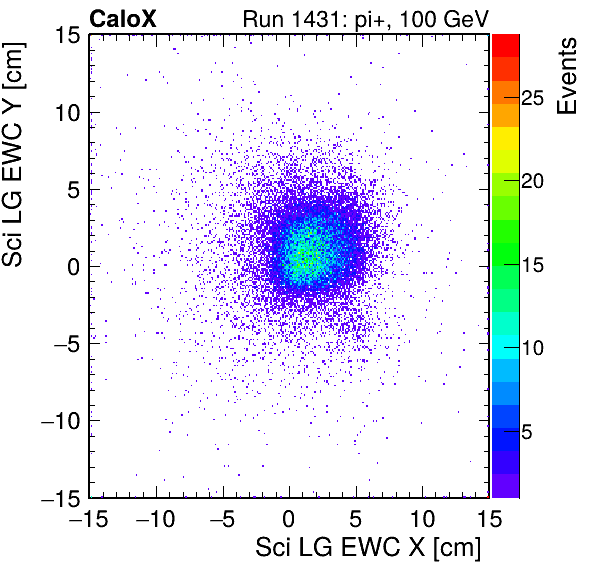 CaloX Run 1431: pi+, 100 GeV
Sci LG EWC Y [cm]
15
10
5
0
−5
−10
−15
−15 −10 −5 0 5 10 15
Sci LG EWC X [cm]
Events
25
20
15
10
5